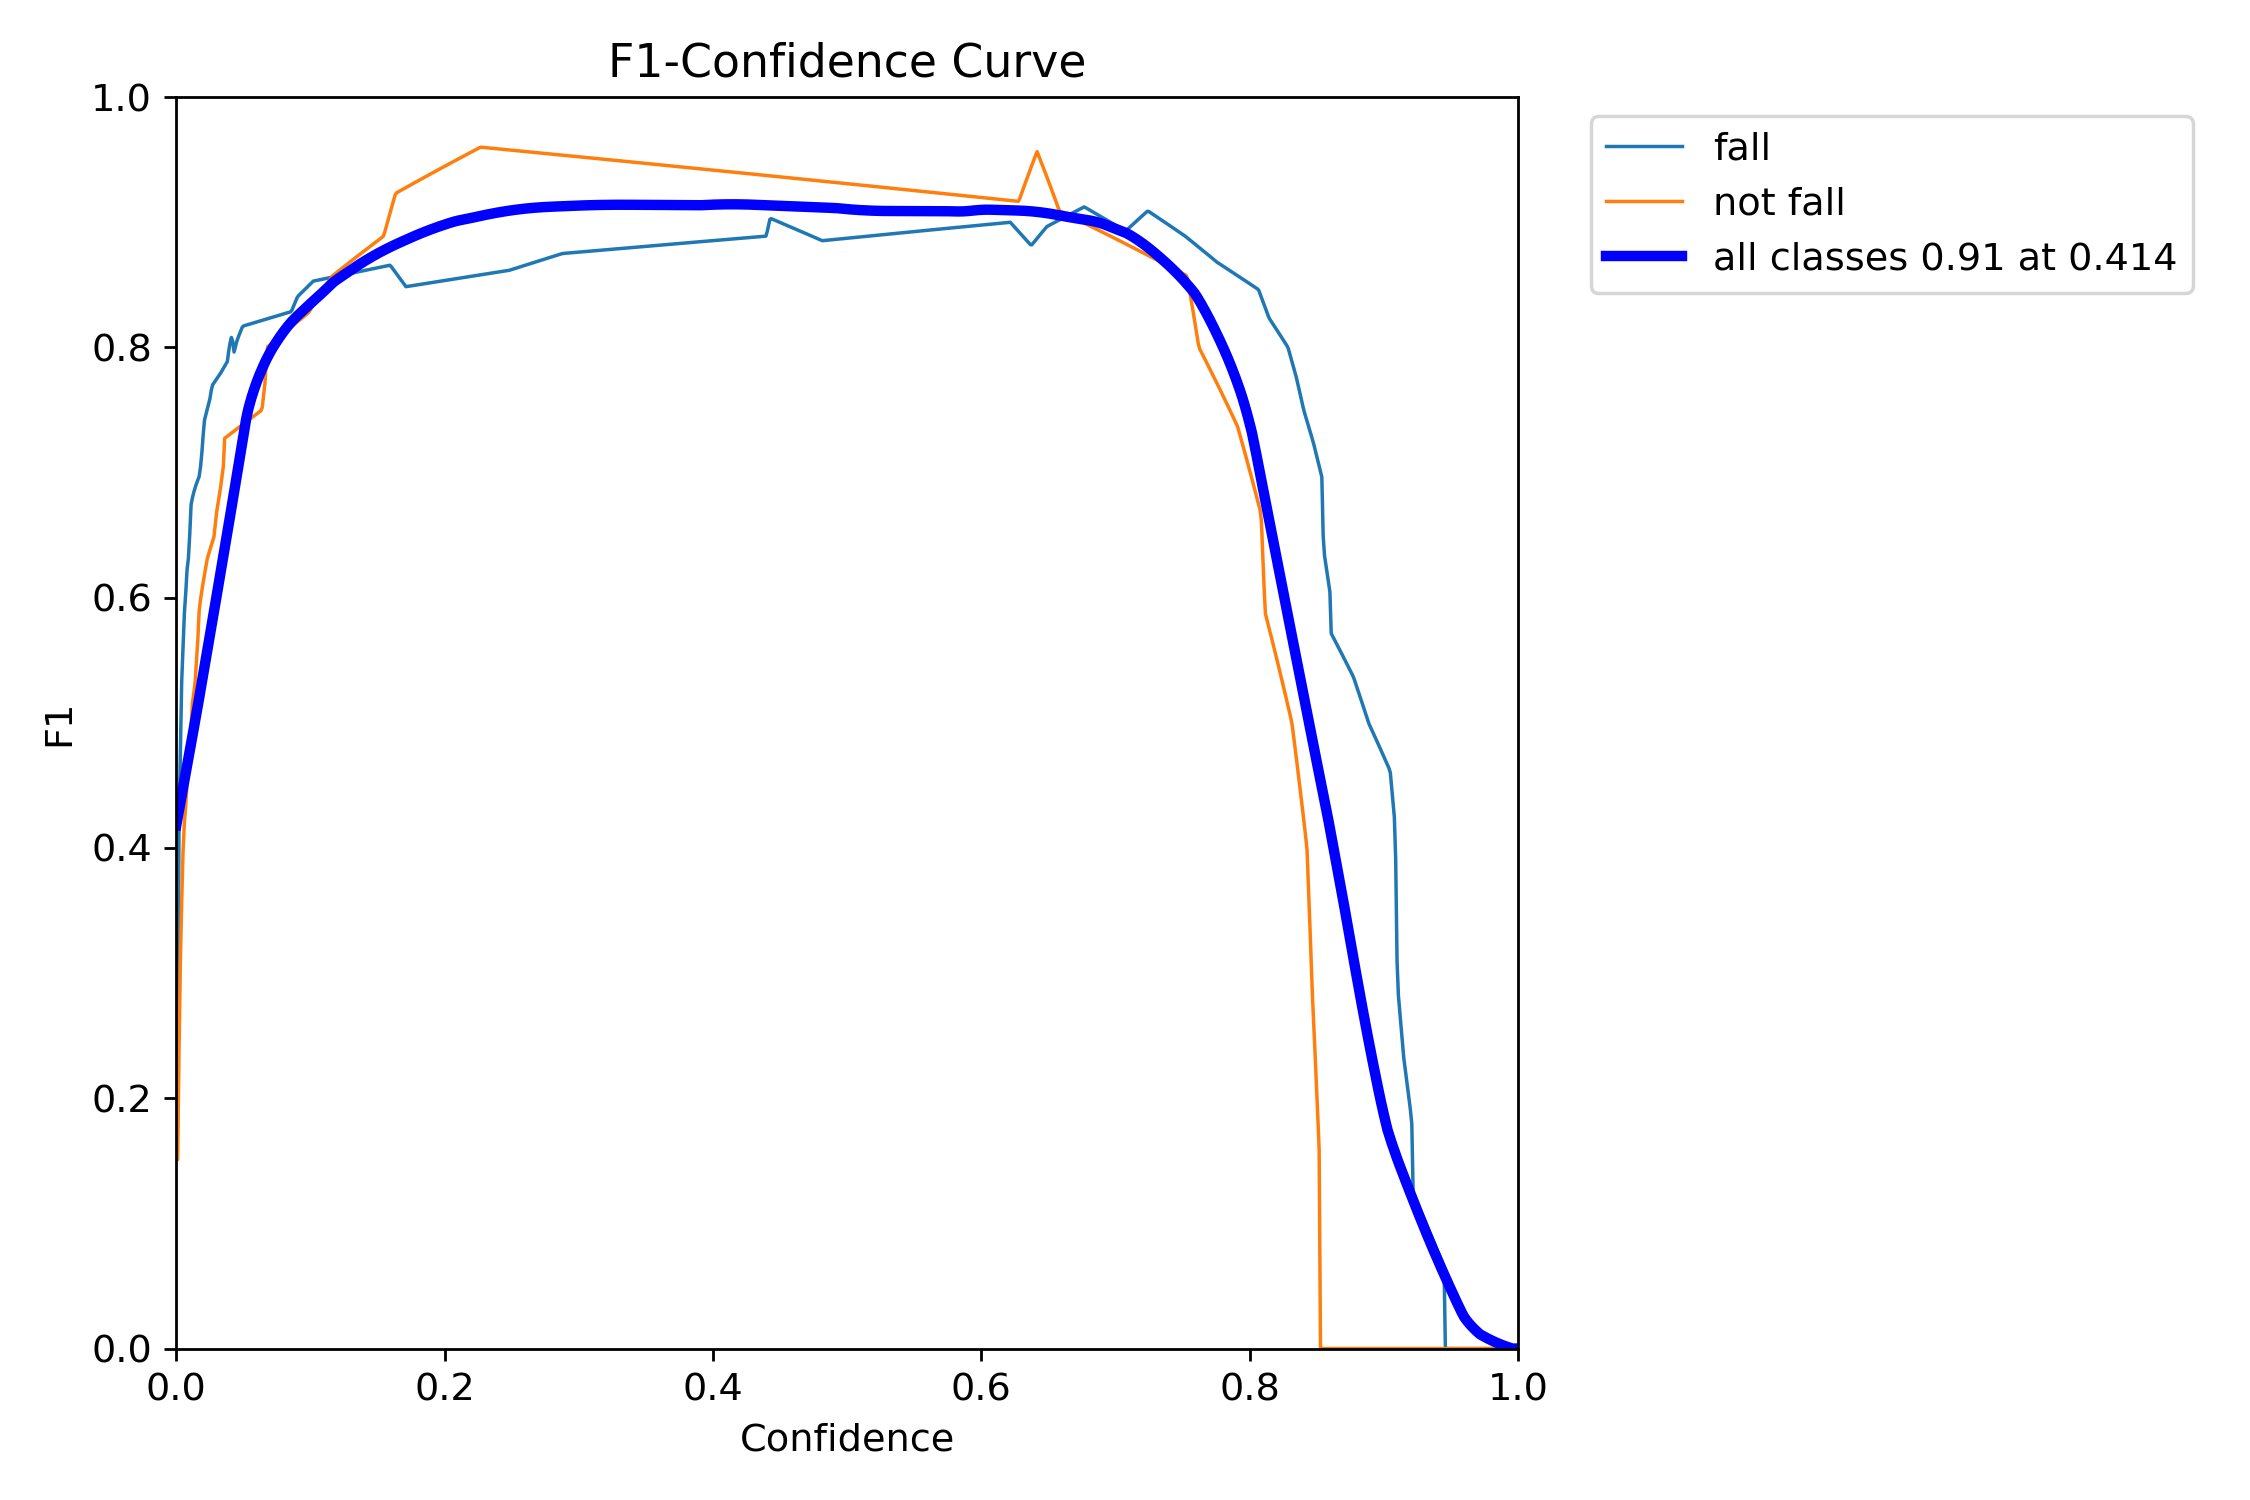 F1-Confidence Curve
1.0
0.8
0.6
0.4
0.2
0.0
F1
0.0 0.2 0.4 0.6 0.8 1.0
Confidence
fall
not fall
all classes 0.91 at 0.414